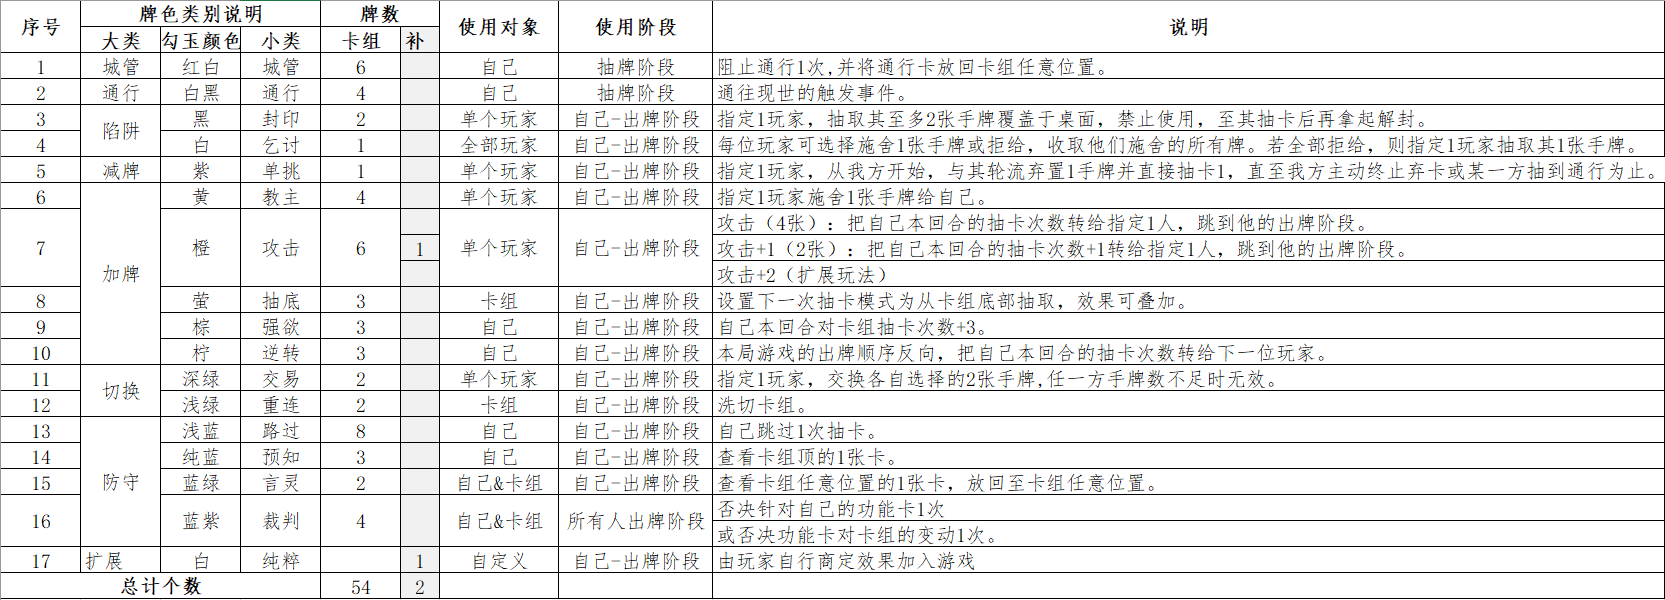 序号 牌色类别说明 牌数 使用对象 使用阶段 说明
大类 勾玉颜色 小类 卡组 补
1 城管 红白 城管 6 自己 抽牌阶段 阻止通行1次,并将通行卡放回卡组任意位置。
2 通行 白黑 通行 4 自己 抽牌阶段 通往现世的触发事件。
3 陷阱 黑 封印 2 单个玩家 自己-出牌阶段 指定1玩家，抽取其至多2张手牌覆盖于桌面，禁止使用，至其抽卡后再拿起解封。
4 白 乞讨 1 全部玩家 自己-出牌阶段 每位玩家可选择施舍1张手牌或拒给，收取他们施舍的所有牌。若全部拒给，则指定1玩家抽取其1张手牌。
5 减牌 紫 单挑 1 单个玩家 自己-出牌阶段 指定1玩家，从我方开始，与其轮流弃置1手牌并直接抽卡1，直至我方主动终止弃卡或某一方抽到通行为止。
6 加牌 黄 教主 4 单个玩家 自己-出牌阶段 指定1玩家施舍1张手牌给自己。
7 橙 攻击 6 1 单个玩家 自己-出牌阶段 攻击（4张）：把自己本回合的抽卡次数转给指定1人，跳到他的出牌阶段。
攻击+1（2张）：把自己本回合的抽卡次数+1转给指定1人，跳到他的出牌阶段。
攻击+2（扩展玩法）
8 萤 抽底 3 卡组 自己-出牌阶段 设置下一次抽卡模式为从卡组底部抽取，效果可叠加。
9 棕 强欲 3 自己 自己-出牌阶段 自己本回合对卡组抽卡次数+3。
10 柠 逆转 3 自己 自己-出牌阶段 本局游戏的出牌顺序反向，把自己本回合的抽卡次数转给下一位玩家。
11 切换 深绿 交易 2 单个玩家 自己-出牌阶段 指定1玩家，交换各自选择的2张手牌,任一方手牌数不足时无效。
12 浅绿 重连 2 卡组 自己-出牌阶段 洗切卡组。
13 防守 浅蓝 路过 8 自己 自己-出牌阶段 自己跳过1次抽卡。
14 纯蓝 预知 3 自己 自己-出牌阶段 查看卡组顶的1张卡。
15 蓝绿 言灵 2 自己&卡组 自己-出牌阶段 查看卡组任意位置的1张卡，放回至卡组任意位置。
16 蓝紫 裁判 4 自己&卡组 所有人出牌阶段 否决针对自己的功能卡1次
或否决功能卡对卡组的变动1次。
17 扩展 白 纯粹 1 自定义 自己-出牌阶段 由玩家自行商定效果加入游戏
总计个数 54 2